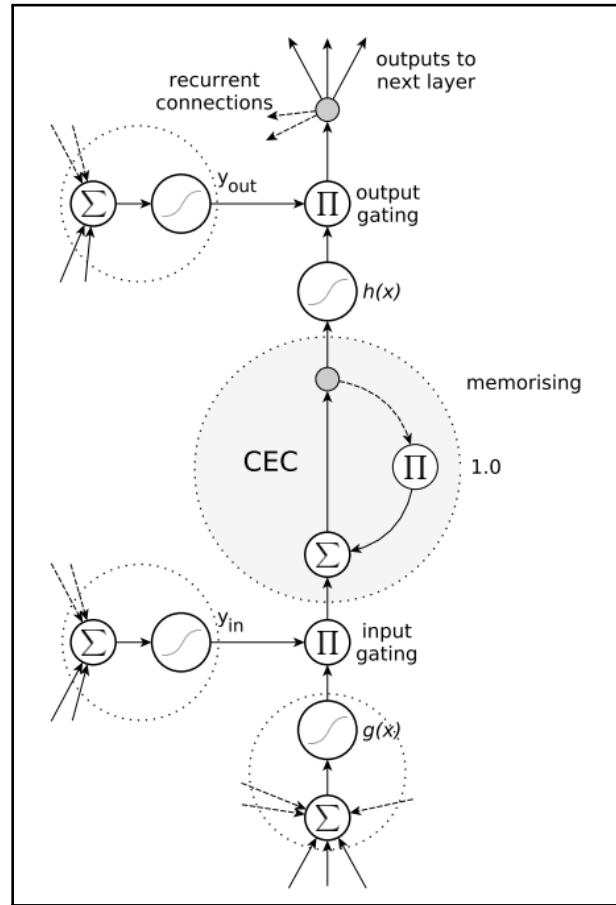 outputs to
next layer
recurrent
connections
y_out
Σ
Π
output
gating
h(x)
memorising
CEC
Π
1.0
Σ
y_in
Σ
Π
input
gating
g(x)
Σ